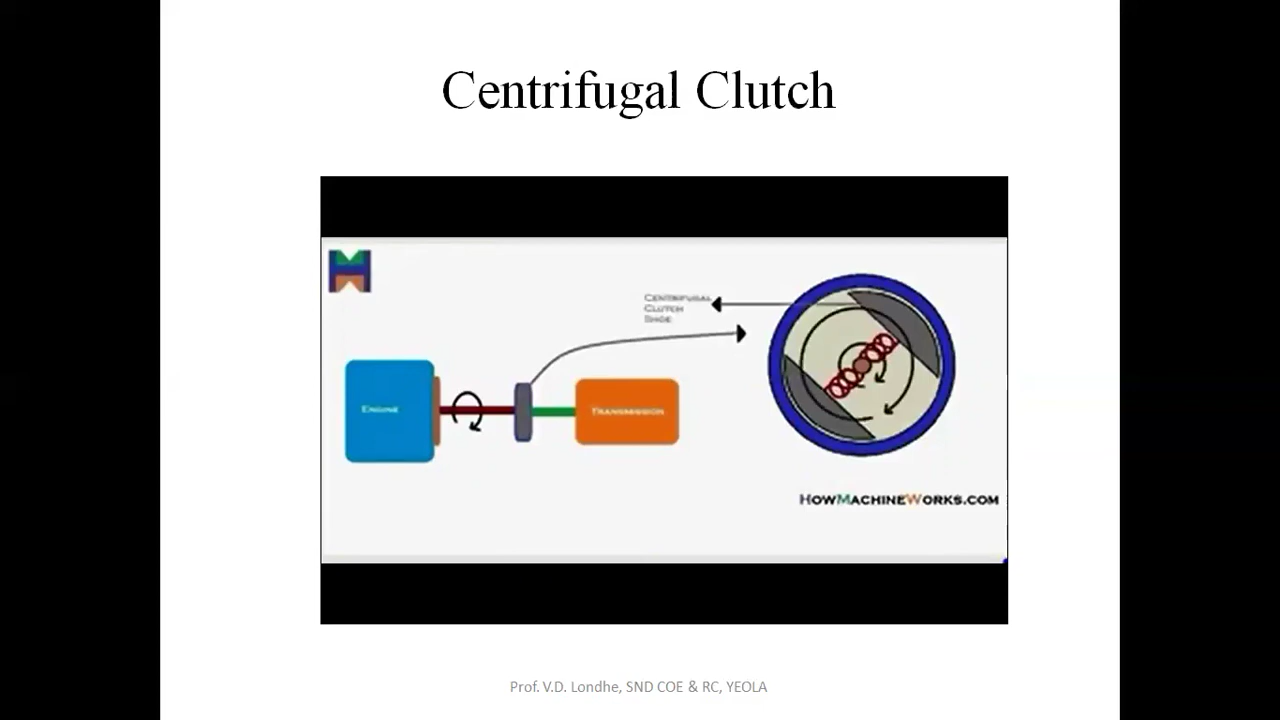 Centrifugal Clutch
Centrifugal
Clutch
Shoe
Engine
Transmission
HowMachineWorks.com
Prof. V.D. Londhe, SND COE & RC, YEOLA